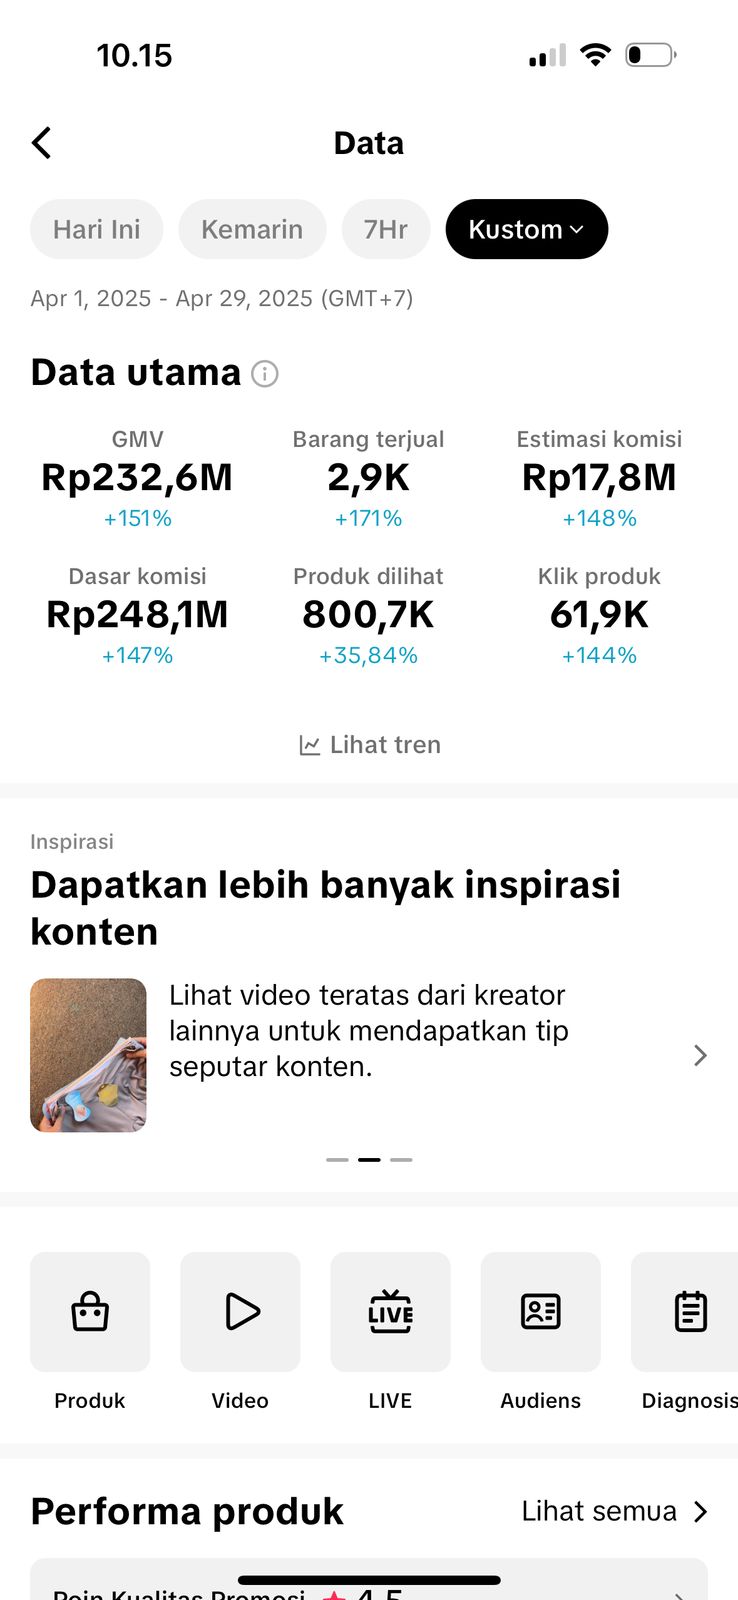 10.15
Data
Hari Ini
Kemarin
7Hr
Kustom
Apr 1, 2025 - Apr 29, 2025 (GMT+7)
Data utama
GMV
Barang terjual
Estimasi komisi
Rp232,6M
2,9K
Rp17,8M
+151%
+171%
+148%
Dasar komisi
Produk dilihat
Klik produk
Rp248,1M
800,7K
61,9K
+147%
+35,84%
+144%
Lihat tren
Inspirasi
Dapatkan lebih banyak inspirasi
konten
Lihat video teratas dari kreator
lainnya untuk mendapatkan tip
seputar konten.
LIVE
Produk
Video
LIVE
Audiens
Diagnosis
Performa produk
Lihat semua
Poin Kualitas Promosi 4,5